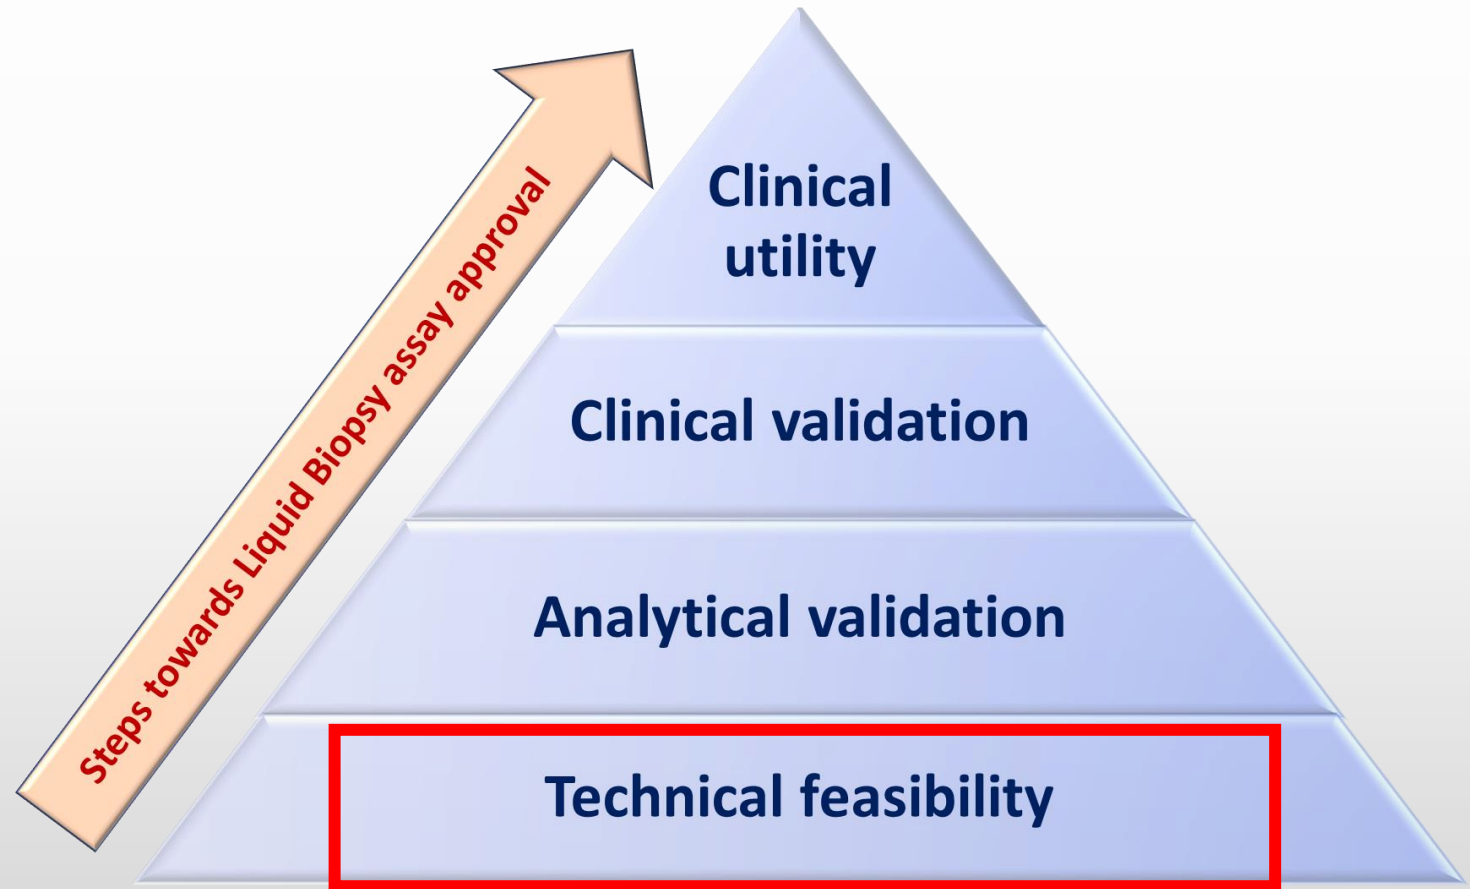 Steps towards Liquid Biopsy assay approval
Clinical
utility
Clinical validation
Analytical validation
Technical feasibility